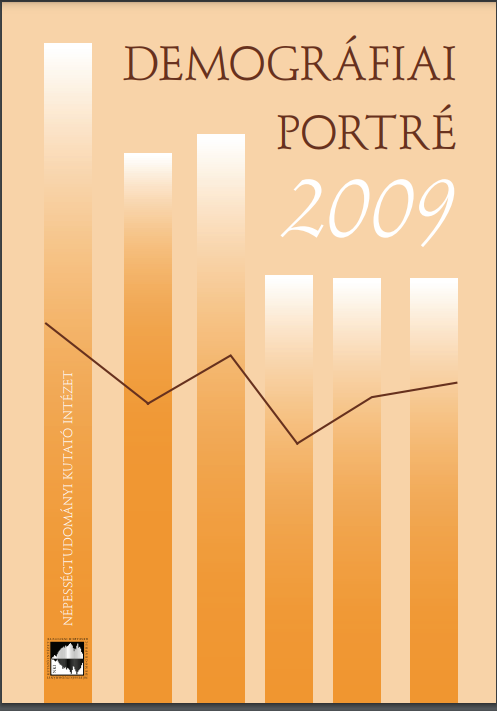 DEMOGRÁFIAI
PORTRÉ
2009
NÉPESSÉGTUDOMÁNYI KUTATÓ INTÉZET